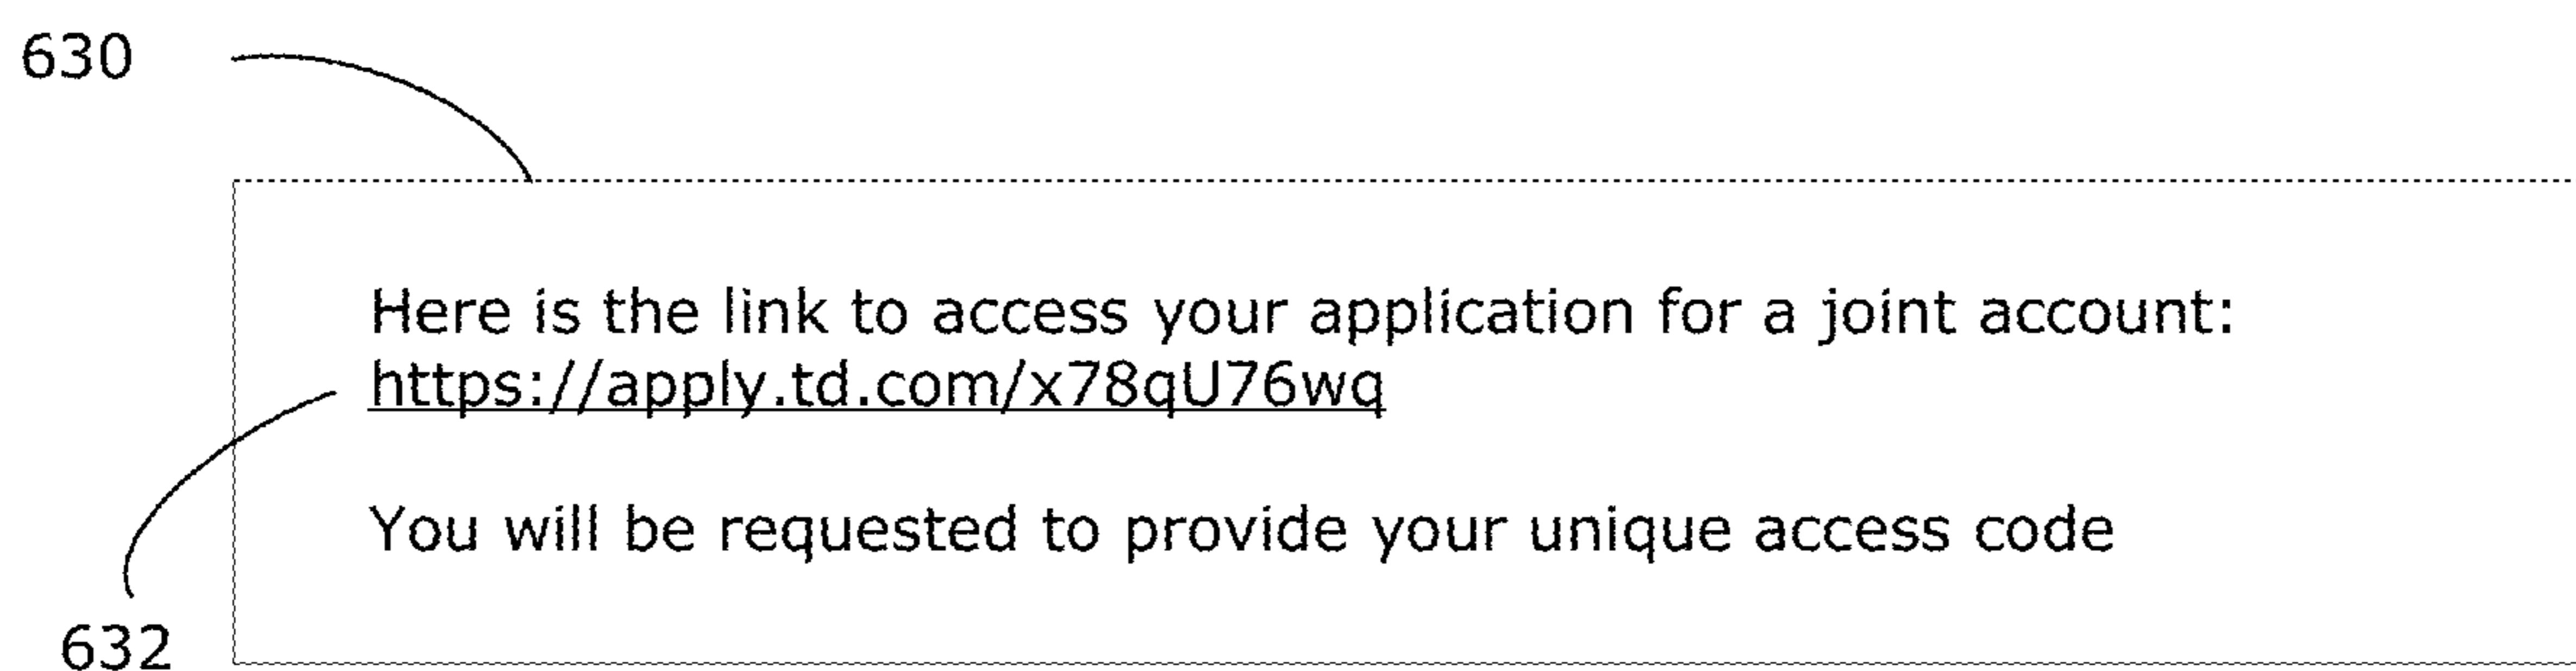 630
Here is the link to access your application for a joint account:
https://apply.td.com/x78qU76wq
You will be requested to provide your unique access code
632